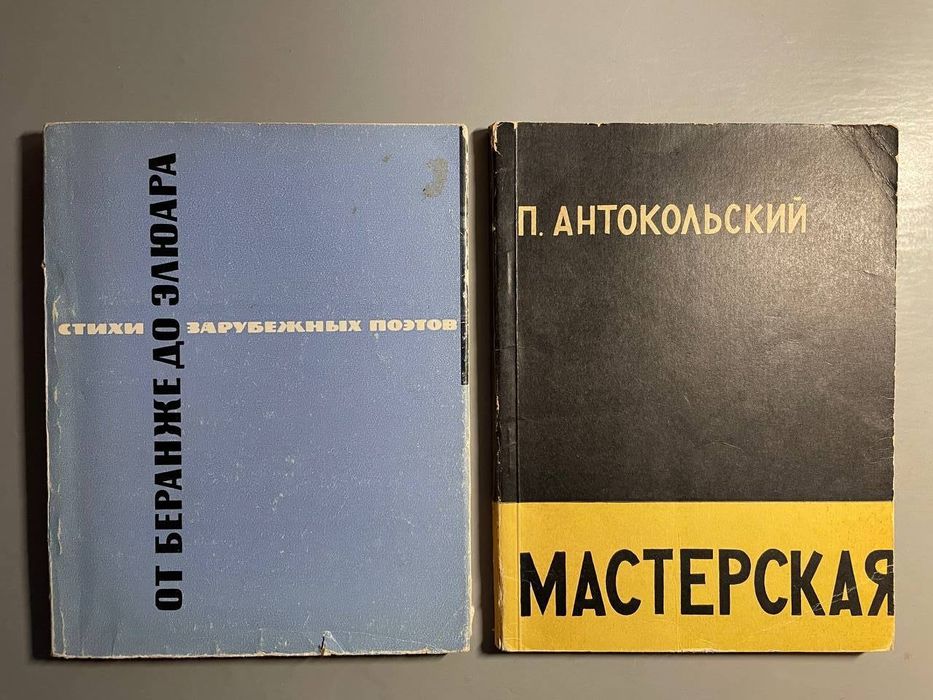 ОТ БЕРАНЖЕ ДО ЭЛЮАРА
СТИХИ ЗАРУБЕЖНЫХ ПОЭТОВ
П. АНТОКОЛЬСКИЙ
МАСТЕРСКАЯ